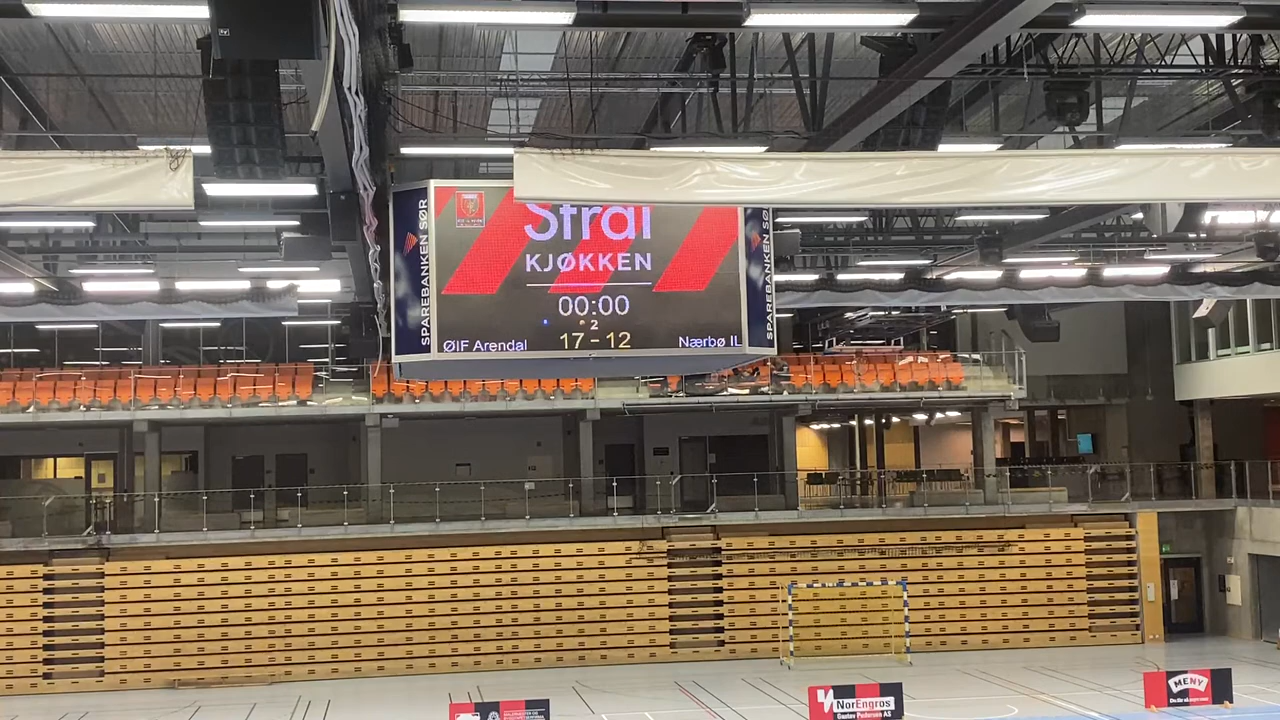 Strai
KJØKKEN
00:00
2
17 - 12
ØIF Arendal
Nærbø IL
SPAREBANKEN SØR
SPAREBANKEN SØ
NorEngros
Gustav Pedersen AS
MENY